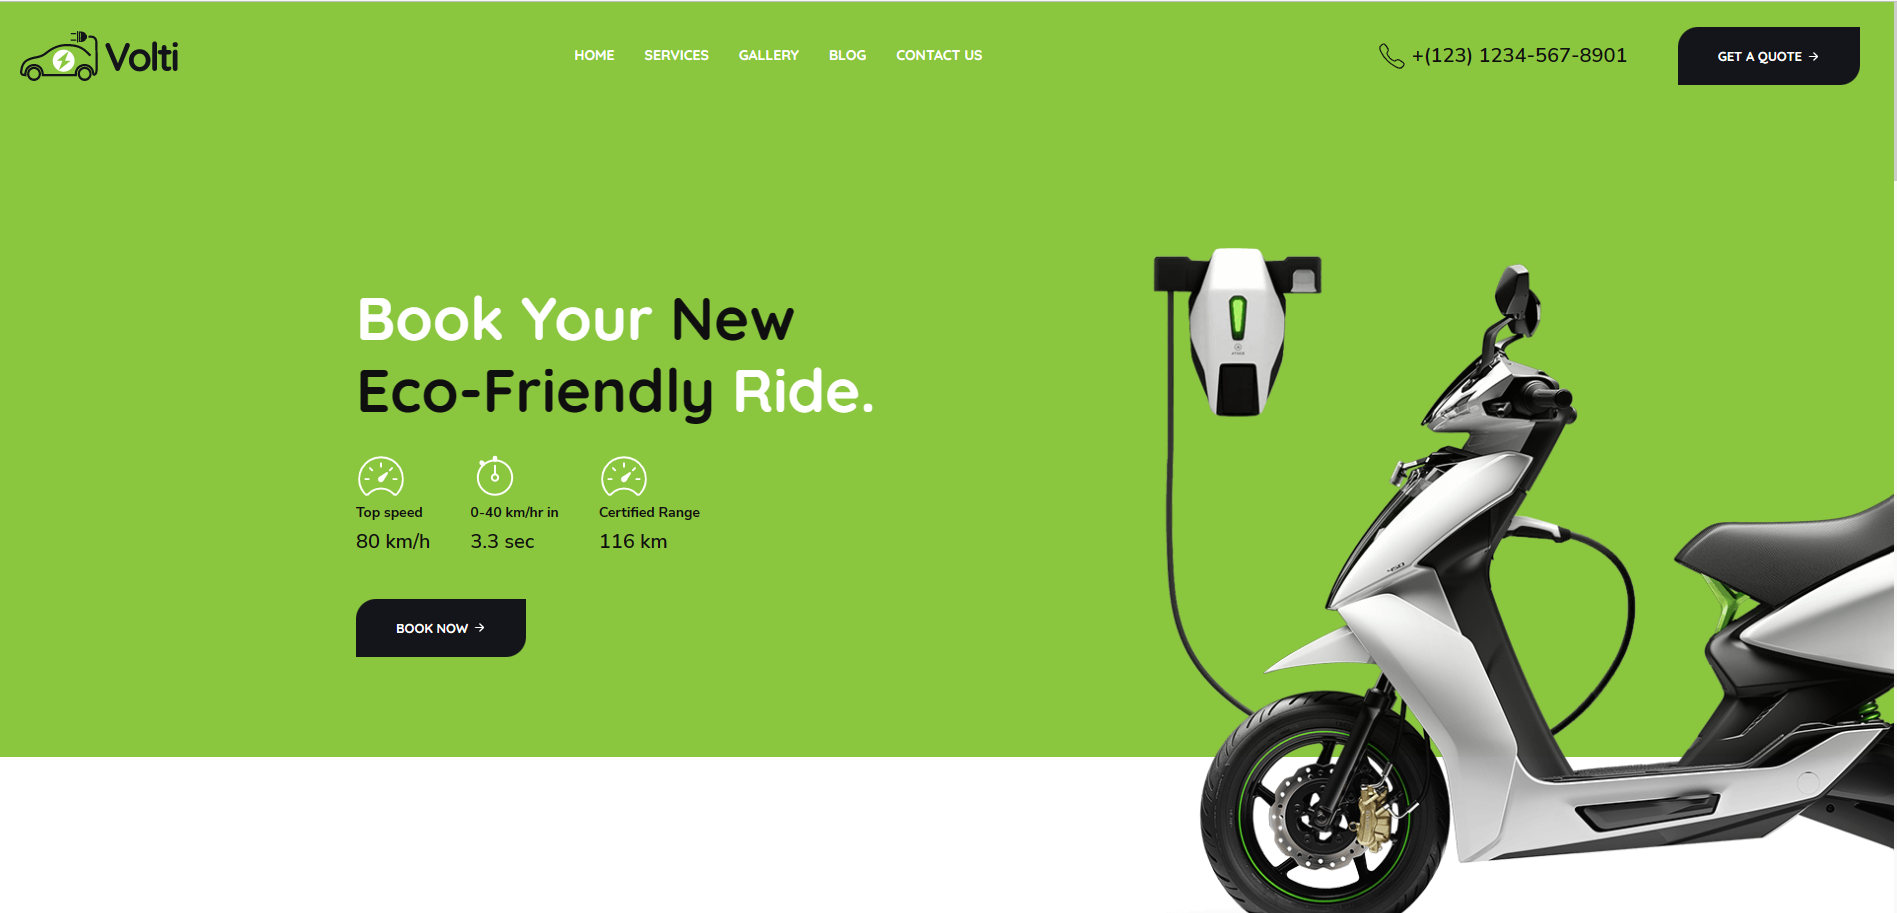 Volti
HOME SERVICES GALLERY BLOG CONTACT US
+(123) 1234-567-8901
GET A QUOTE →
Book Your New
Eco-Friendly Ride.
Top speed
80 km/h
0-40 km/hr in
3.3 sec
Certified Range
116 km
BOOK NOW →
450